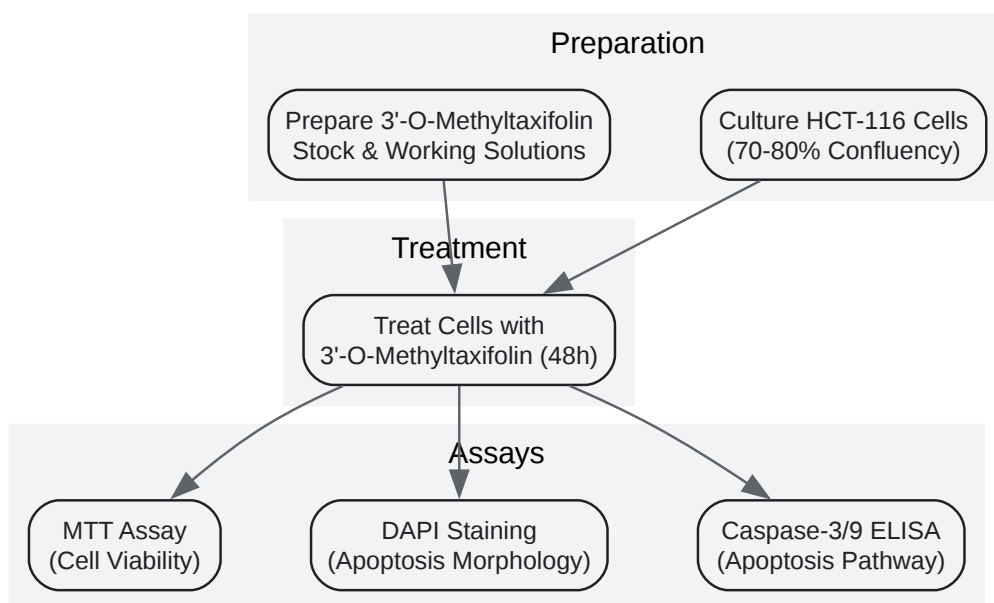 Preparation
Prepare 3'-O-Methyltaxifolin
Stock & Working Solutions
Culture HCT-116 Cells
(70-80% Confluency)
Treatment
Treat Cells with
3'-O-Methyltaxifolin (48h)
Assays
MTT Assay
(Cell Viability)
DAPI Staining
(Apoptosis Morphology)
Caspase-3/9 ELISA
(Apoptosis Pathway)